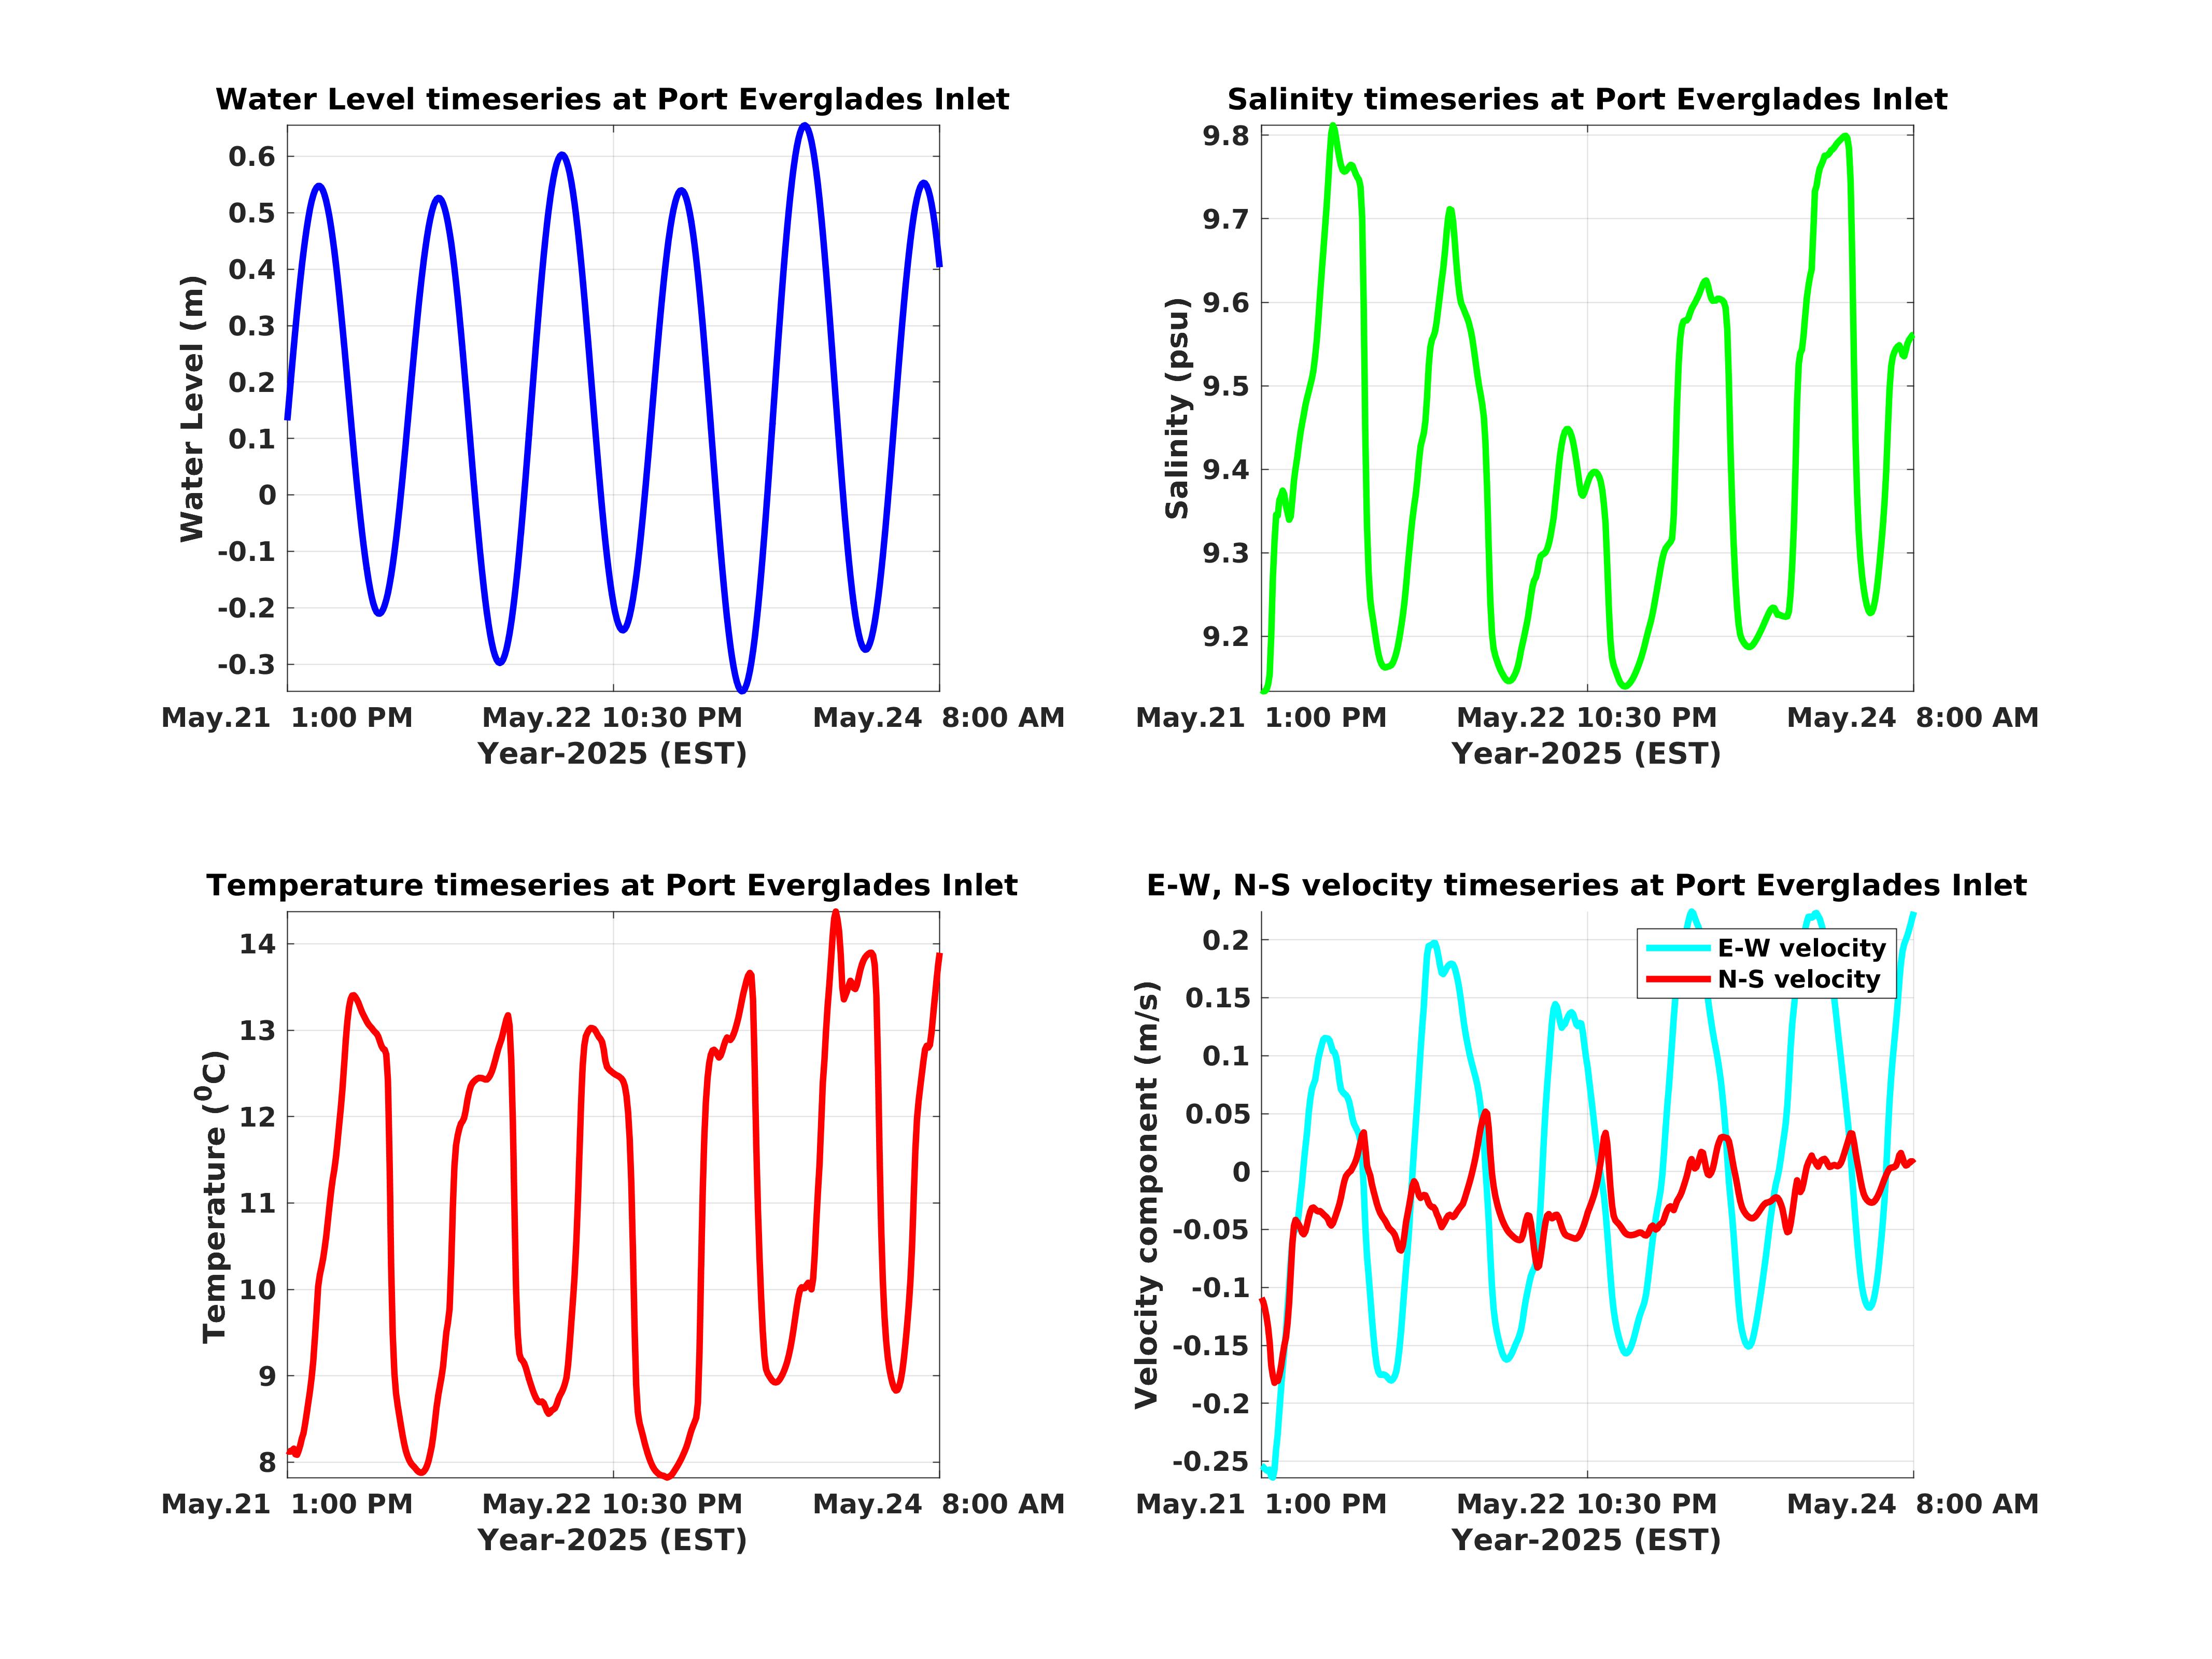 Water Level timeseries at Port Everglades Inlet
Water Level (m)
0.6
0.5
0.4
0.3
0.2
0.1
0
-0.1
-0.2
-0.3
May.21 1:00 PM May.22 10:30 PM May.24 8:00 AM
Year-2025 (EST)
Salinity timeseries at Port Everglades Inlet
Salinity (psu)
9.8
9.7
9.6
9.5
9.4
9.3
9.2
May.21 1:00 PM May.22 10:30 PM May.24 8:00 AM
Year-2025 (EST)
Temperature timeseries at Port Everglades Inlet
Temperature (⁰C)
14
13
12
11
10
9
8
May.21 1:00 PM May.22 10:30 PM May.24 8:00 AM
Year-2025 (EST)
E-W, N-S velocity timeseries at Port Everglades Inlet
Velocity component (m/s)
0.2
0.15
0.1
0.05
0
-0.05
-0.1
-0.15
-0.2
-0.25
E-W velocity
N-S velocity
May.21 1:00 PM May.22 10:30 PM May.24 8:00 AM
Year-2025 (EST)